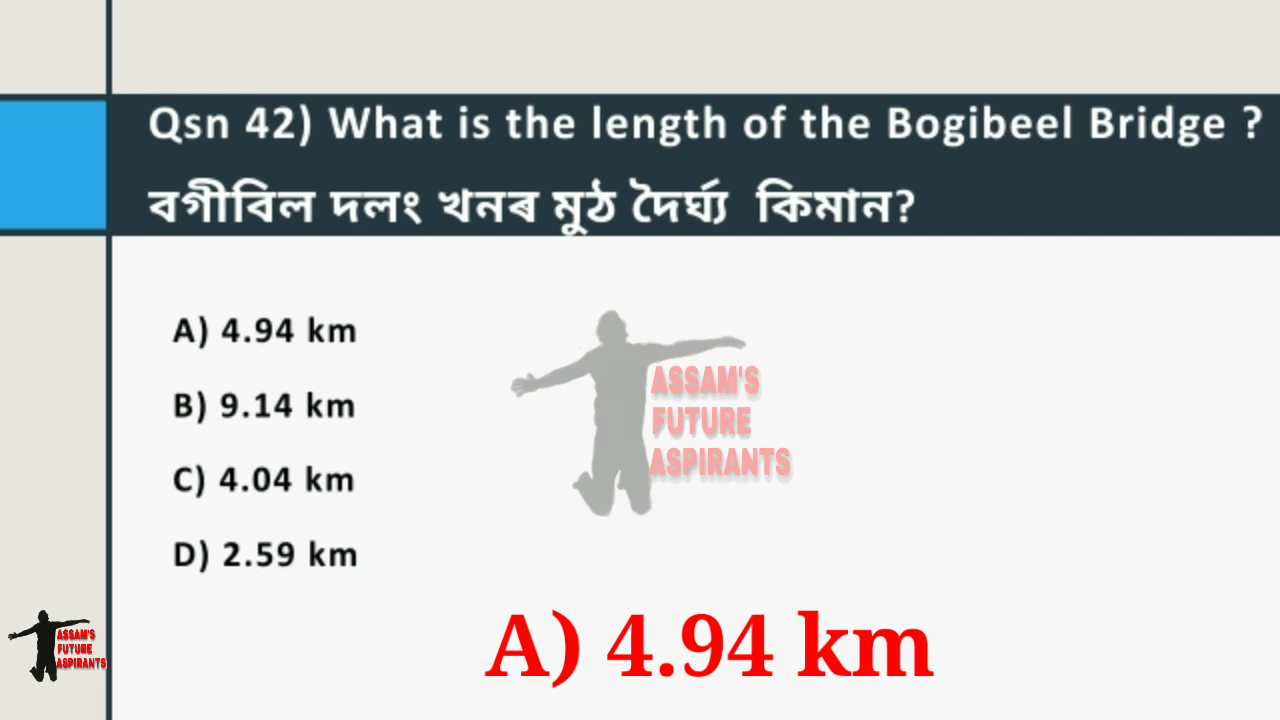 Qsn 42) What is the length of the Bogibeel Bridge ?
বগীবিল দলং খনৰ মুঠ দৈৰ্ঘ্য কিমান?
A) 4.94 km
B) 9.14 km
C) 4.04 km
D) 2.59 km
ASSAM'S
FUTURE
ASPIRANTS
A) 4.94 km
ASSAM'S
FUTURE
ASPIRANTS